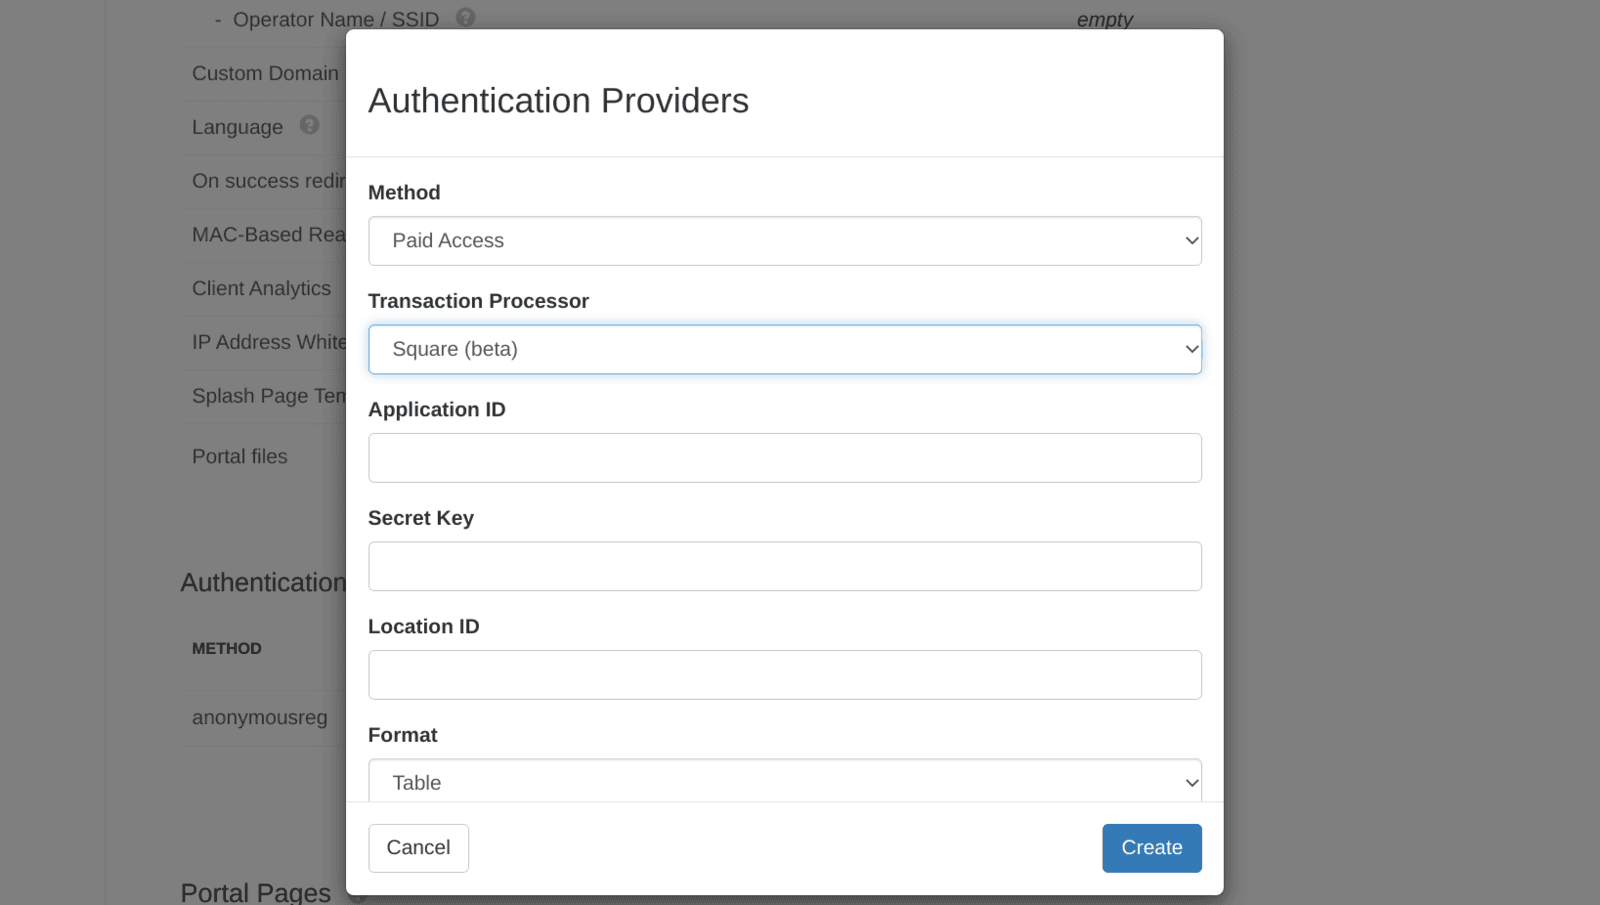 - Operator Name / SSID
empty
Custom Domain
Language
On success redir
MAC-Based Rea
Client Analytics
IP Address White
Splash Page Tem
Portal files
Authentication
METHOD
anonymousreg
Portal Pages
Authentication Providers
Method
Paid Access
Transaction Processor
Square (beta)
Application ID
Secret Key
Location ID
Format
Table
Cancel
Create